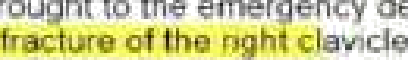 rought to the emergency de
fracture of the right clavicle